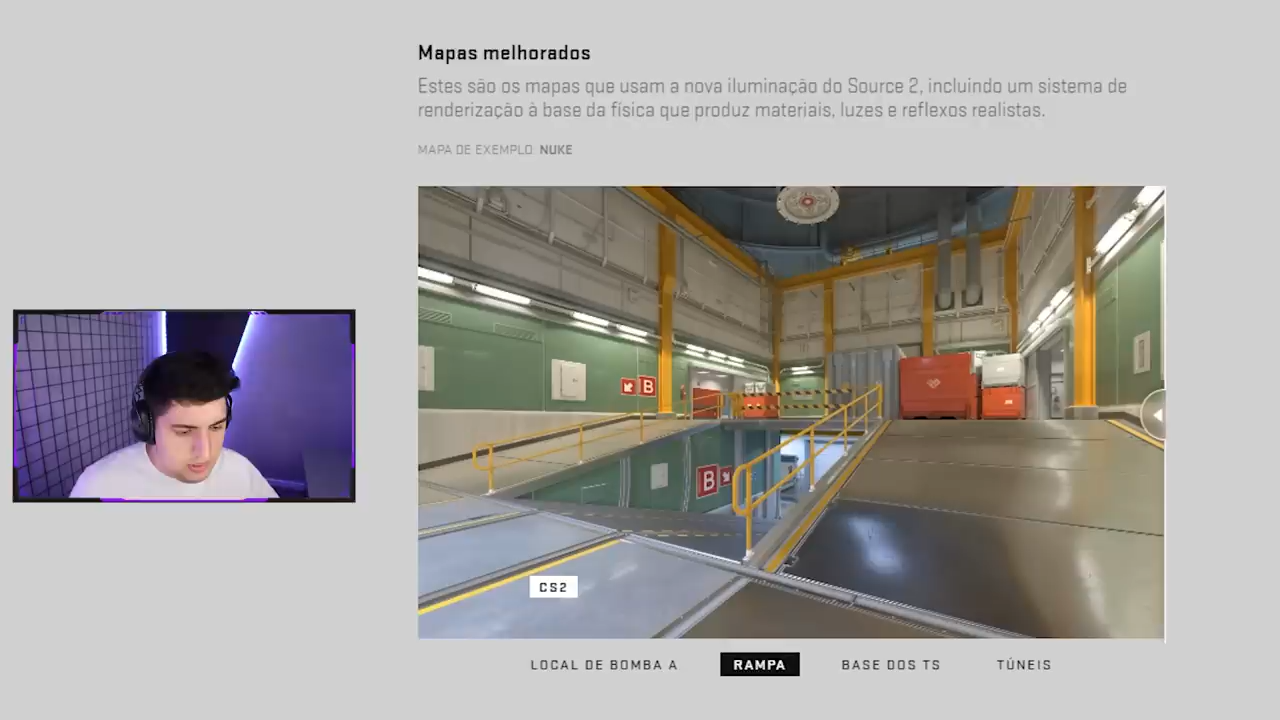 Mapas melhorados
Estes são os mapas que usam a nova iluminação do Source 2, incluindo um sistema de
renderização à base da física que produz materiais, luzes e reflexos realistas.
MAPA DE EXEMPLO: NUKE
B
B
CS2
LOCAL DE BOMBA A
RAMPA
BASE DOS TS
TÚNEIS